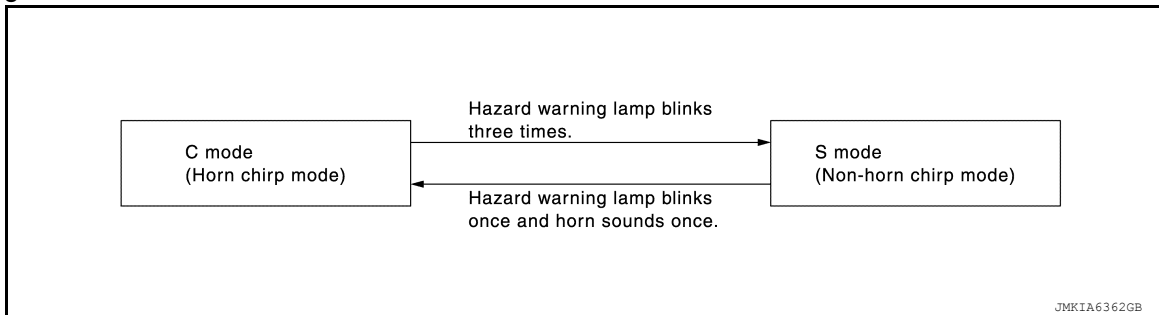 Hazard warning lamp blinks
three times.
C mode
(Horn chirp mode)
S mode
(Non-horn chirp mode)
Hazard warning lamp blinks
once and horn sounds once.
JMKIA6362GB